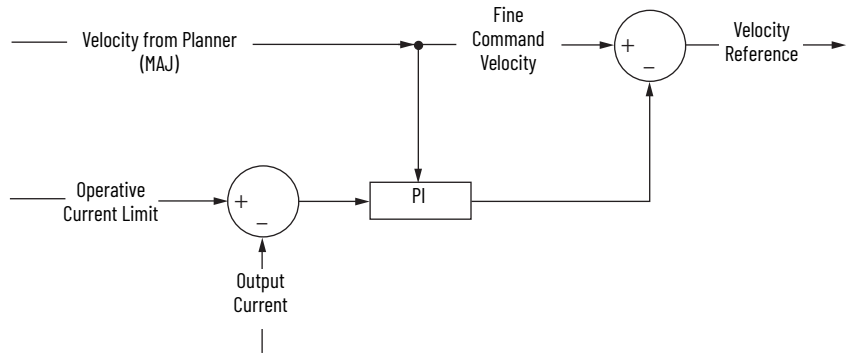 Velocity from Planner
(MAJ)
Fine
Command
Velocity
+
−
Velocity
Reference
Operative
Current Limit
+
−
PI
Output
Current